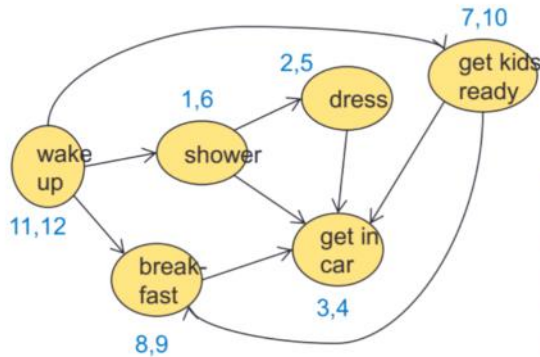 7,10
get kids
ready
2,5
dress
1,6
shower
wake
up
11,12
get in
car
3,4
break-
fast
8,9